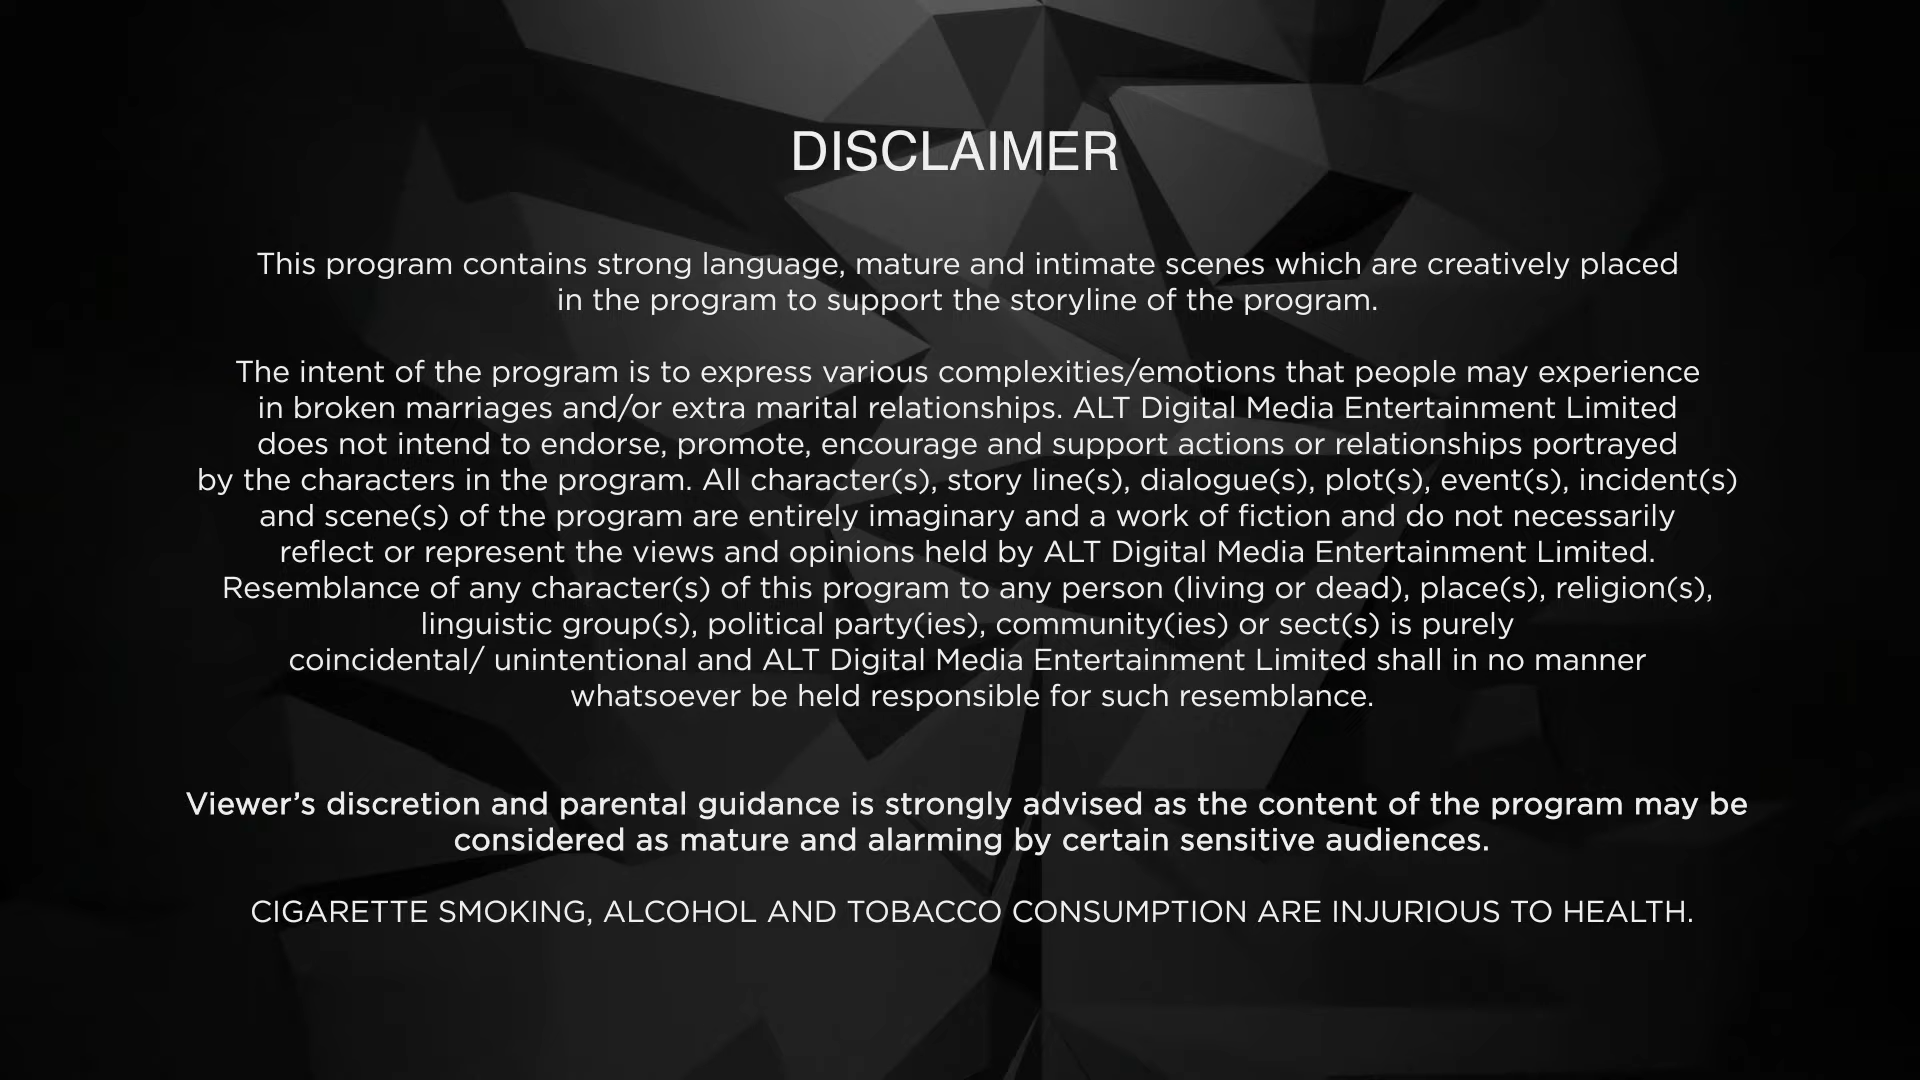 DISCLAIMER
This program contains strong language, mature and intimate scenes which are creatively placed
in the program to support the storyline of the program.
The intent of the program is to express various complexities/emotions that people may experience
in broken marriages and/or extra marital relationships. ALT Digital Media Entertainment Limited
does not intend to endorse, promote, encourage and support actions or relationships portrayed
by the characters in the program. All character(s), story line(s), dialogue(s), plot(s), event(s), incident(s)
and scene(s) of the program are entirely imaginary and a work of fiction and do not necessarily
reflect or represent the views and opinions held by ALT Digital Media Entertainment Limited.
Resemblance of any character(s) of this program to any person (living or dead), place(s), religion(s),
linguistic group(s), political party(ies), community(ies) or sect(s) is purely
coincidental/ unintentional and ALT Digital Media Entertainment Limited shall in no manner
whatsoever be held responsible for such resemblance.
Viewer’s discretion and parental guidance is strongly advised as the content of the program may be
considered as mature and alarming by certain sensitive audiences.
CIGARETTE SMOKING, ALCOHOL AND TOBACCO CONSUMPTION ARE INJURIOUS TO HEALTH.